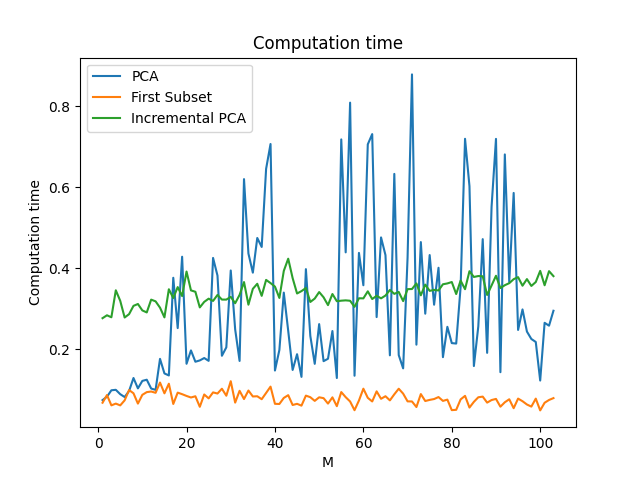 Computation time
PCA
First Subset
Incremental PCA
Computation time
0.8
0.6
0.4
0.2
0
20
40
60
80
100
M